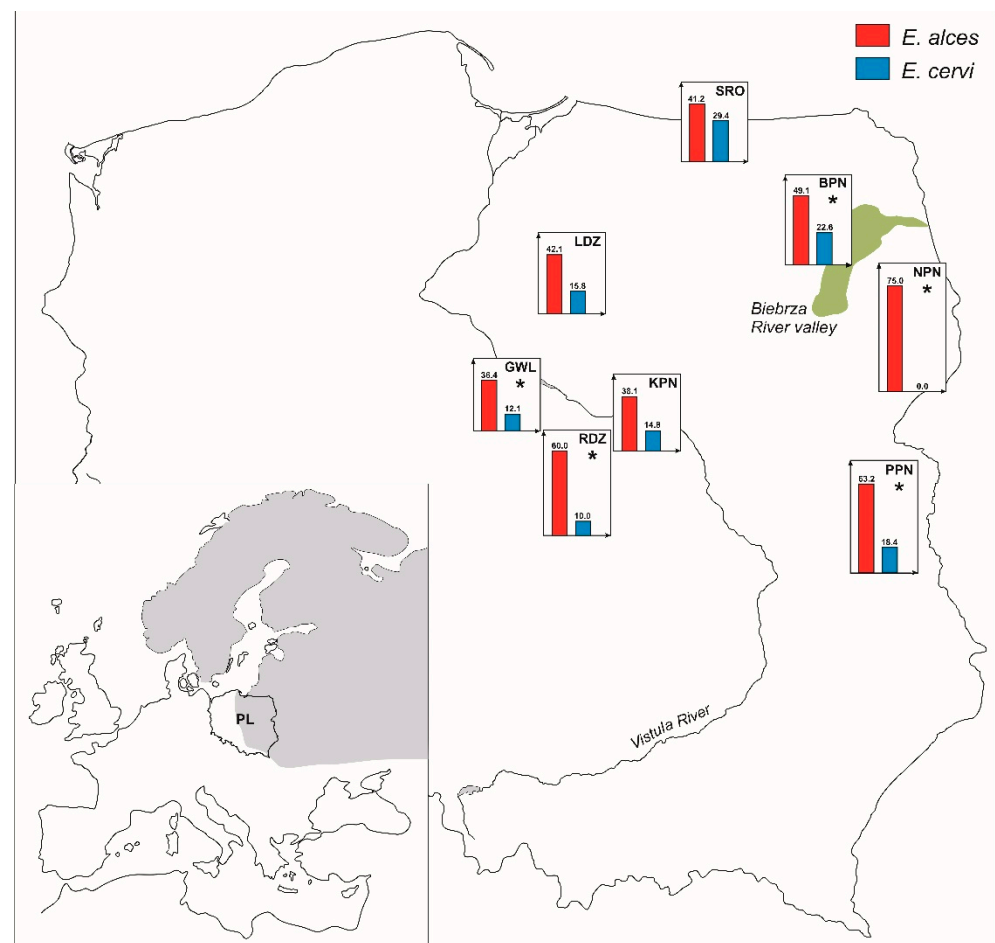 E. alces
E. cervi
SRO
41.2
29.4
BPN
*
49.1
22.6
LDZ
42.1
15.8
NPN
*
75.0
0.0
Biebrza
River valley
GWL
*
36.4
12.1
KPN
38.1
14.8
RDZ
*
60.0
10.0
PPN
*
63.2
18.4
PL
Vistula River